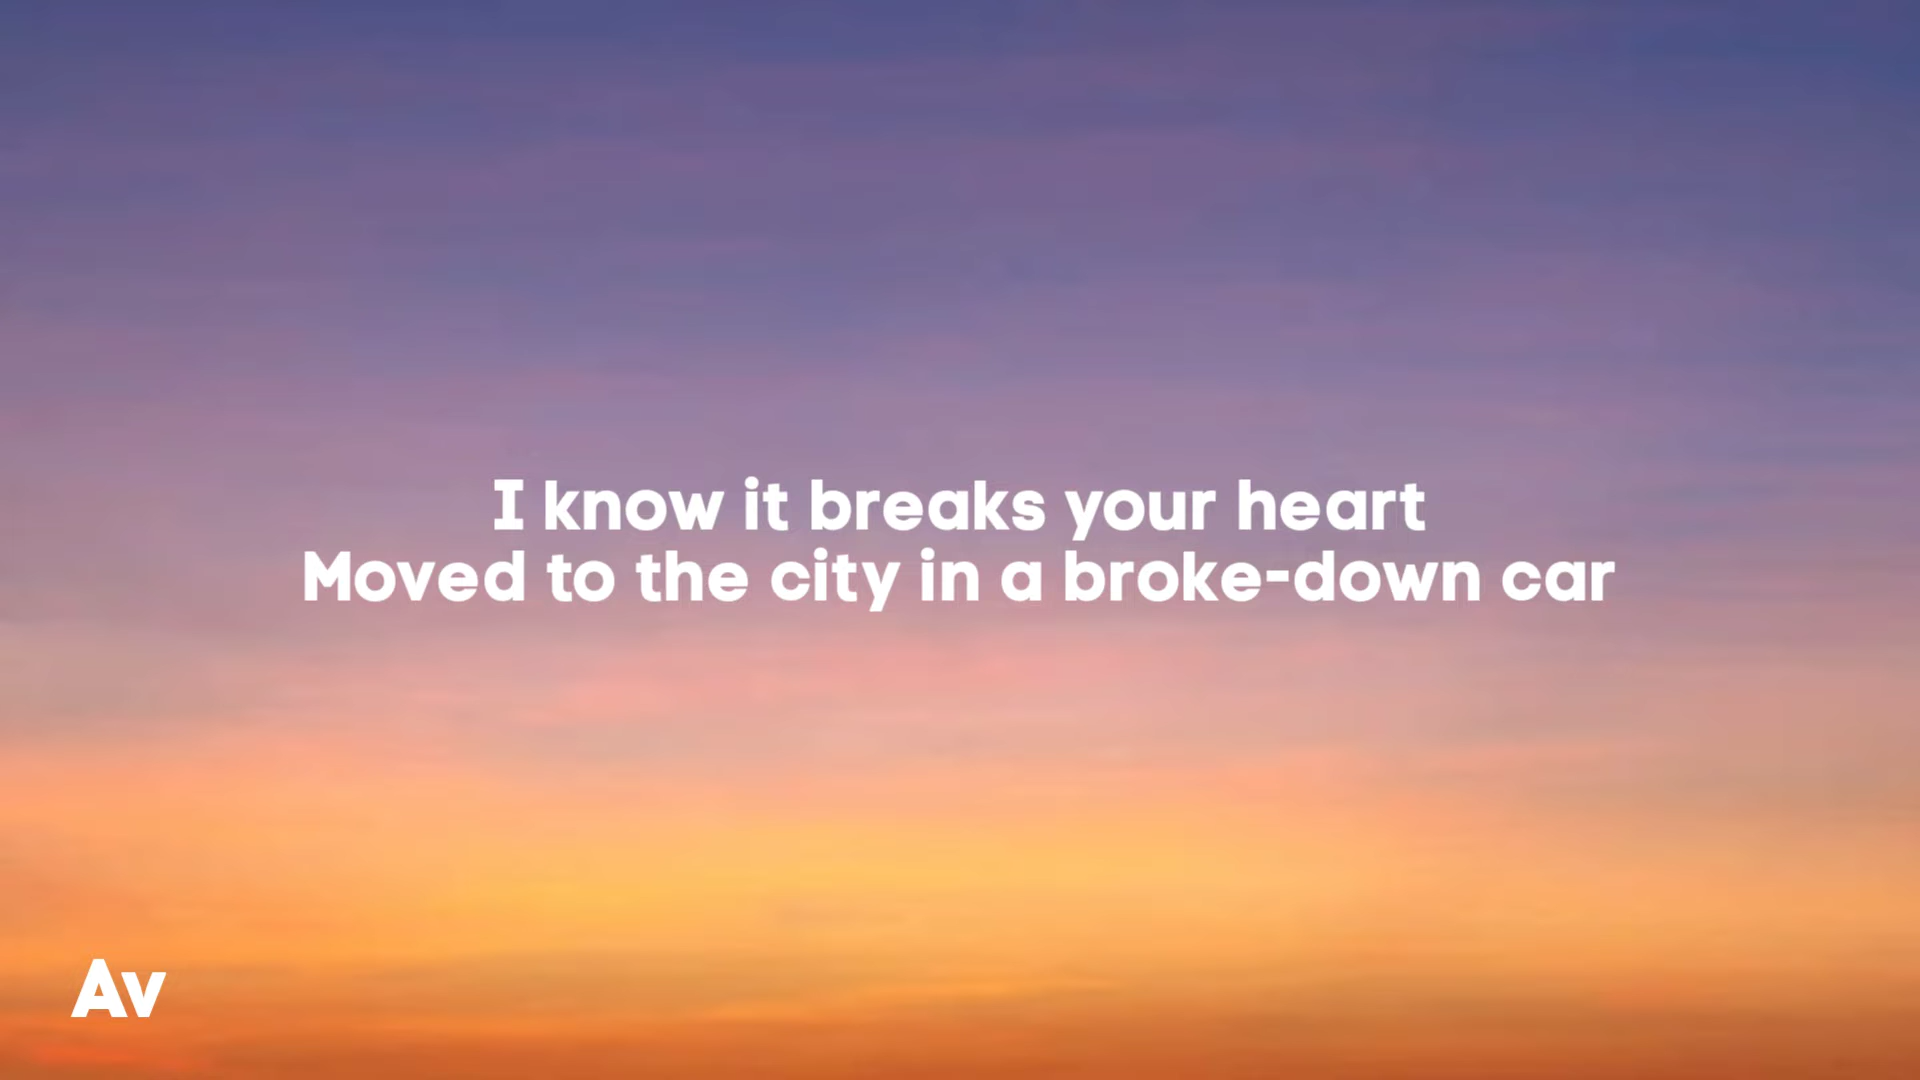 I know it breaks your heart
Moved to the city in a broke-down car
Av